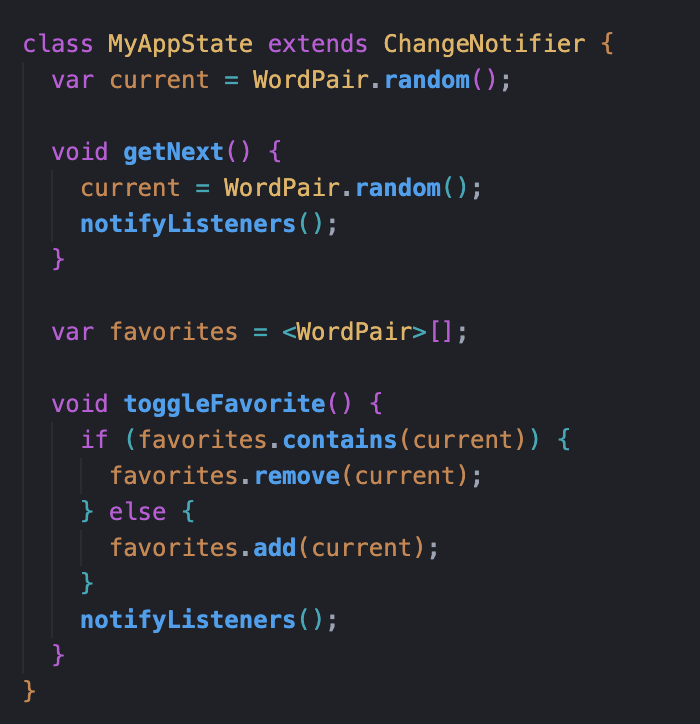 class MyAppState extends ChangeNotifier {
  var current = WordPair.random();

  void getNext() {
    current = WordPair.random();
    notifyListeners();
  }

  var favorites = <WordPair>[];

  void toggleFavorite() {
    if (favorites.contains(current)) {
      favorites.remove(current);
    } else {
      favorites.add(current);
    }
    notifyListeners();
  }
}